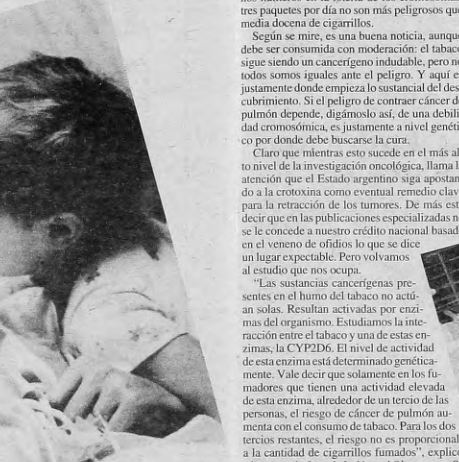 tres paquetes por día no son más peligrosos que
media docena de cigarrillos.
Según se mire, es una buena noticia, aunque
debe ser consumida con moderación: el tabaco
sigue siendo un cancerígeno indudable, pero no
todos somos iguales ante el peligro. Y aquí es
justamente donde empieza lo sustancial del des-
cubrimiento. Si el peligro de contraer cáncer de
pulmón depende, digámoslo así, de una debili-
dad cromosómica, es justamente a nivel genéti-
co por donde debe buscarse la cura.
Claro que mientras esto sucede en el más al-
to nivel de la investigación oncológica, llama la
atención que el Estado argentino siga apostan-
do a la crotoxina como eventual remedio clave
para la retracción de los tumores. De más está
decir que en las publicaciones especializadas no
se le concede a nuestro crédito nacional basado
en el veneno de ofidios lo que se dice
un lugar expectable. Pero volvamos
al estudio que nos ocupa.
"Las sustancias cancerígenas pre-
sentes en el humo del tabaco no actú-
an solas. Resultan activadas por enzi-
mas del organismo. Estudiamos la inte-
racción entre el tabaco y una de estas en-
zimas, la CYP2D6. El nivel de actividad
de esta enzima está determinado genética-
mente. Vale decir que solamente en los fu-
madores que tienen una actividad elevada
de esta enzima, alrededor de un tercio de las
personas, el riesgo de cáncer de pulmón au-
menta con el consumo de tabaco. Para los dos
tercios restantes, el riesgo no es proporcional
a la cantidad de cigarrillos fumados", explicó